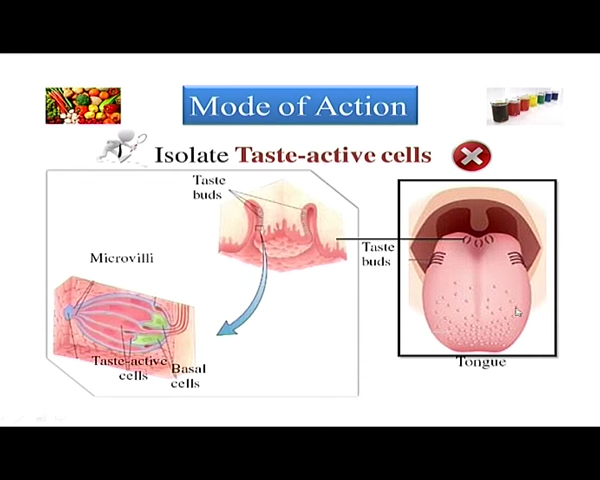 Mode of Action
Isolate Taste-active cells
Taste
buds
Microvilli
Taste
buds
Taste-active
cells
Basal
cells
Tongue